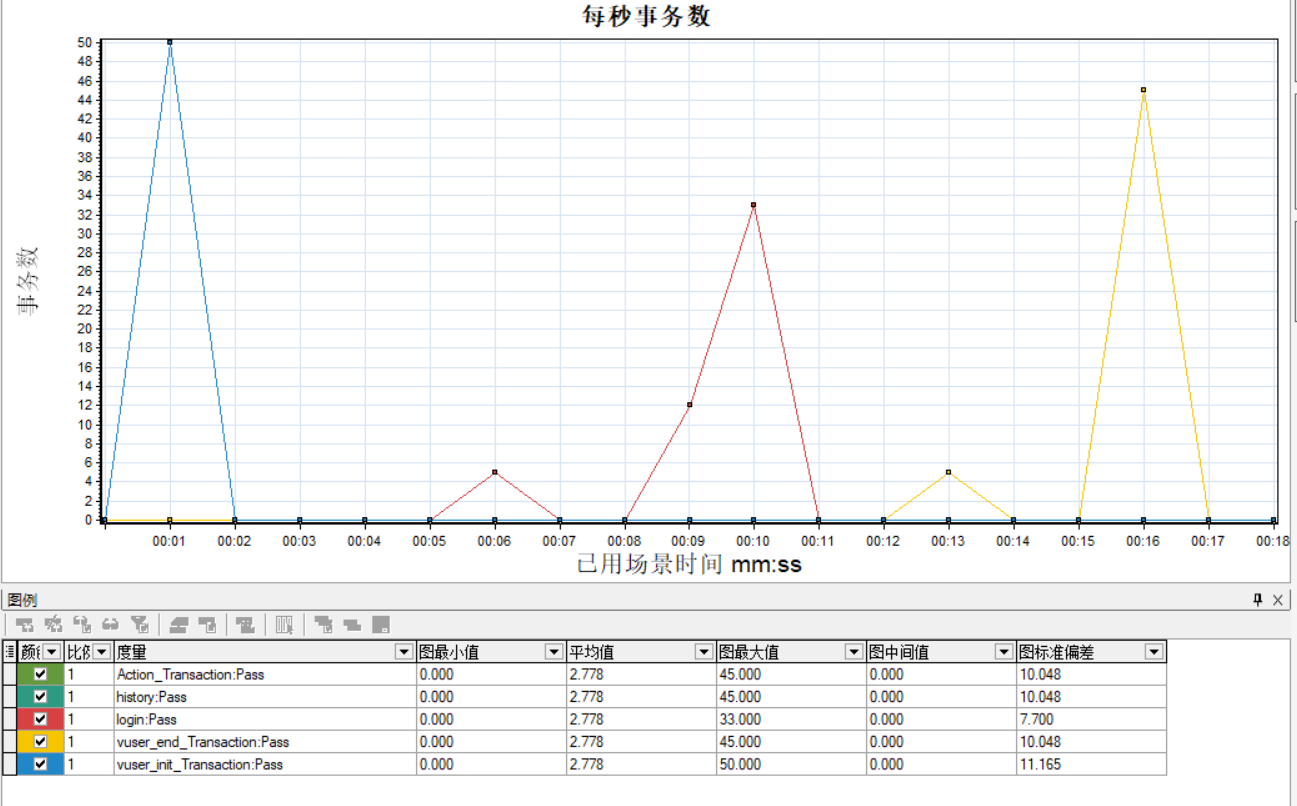 每秒事务数
50
48
46
44
42
40
38
36
34
32
30
28
26
24
22
20
18
16
14
12
10
8
6
4
2
0
事务数
00:01 00:02 00:03 00:04 00:05 00:06 00:07 00:08 00:09 00:10 00:11 00:12 00:13 00:14 00:15 00:16 00:17 00:18
已用场景时间 mm:ss
图例
颜 比例 度量 图最小值 平均值 图最大值 图中间值 图标准偏差
1 Action_Transaction:Pass 0.000 2.778 45.000 0.000 10.048
1 history:Pass 0.000 2.778 45.000 0.000 10.048
1 login:Pass 0.000 2.778 33.000 0.000 7.700
1 vuser_end_Transaction:Pass 0.000 2.778 45.000 0.000 10.048
1 vuser_init_Transaction:Pass 0.000 2.778 50.000 0.000 11.165